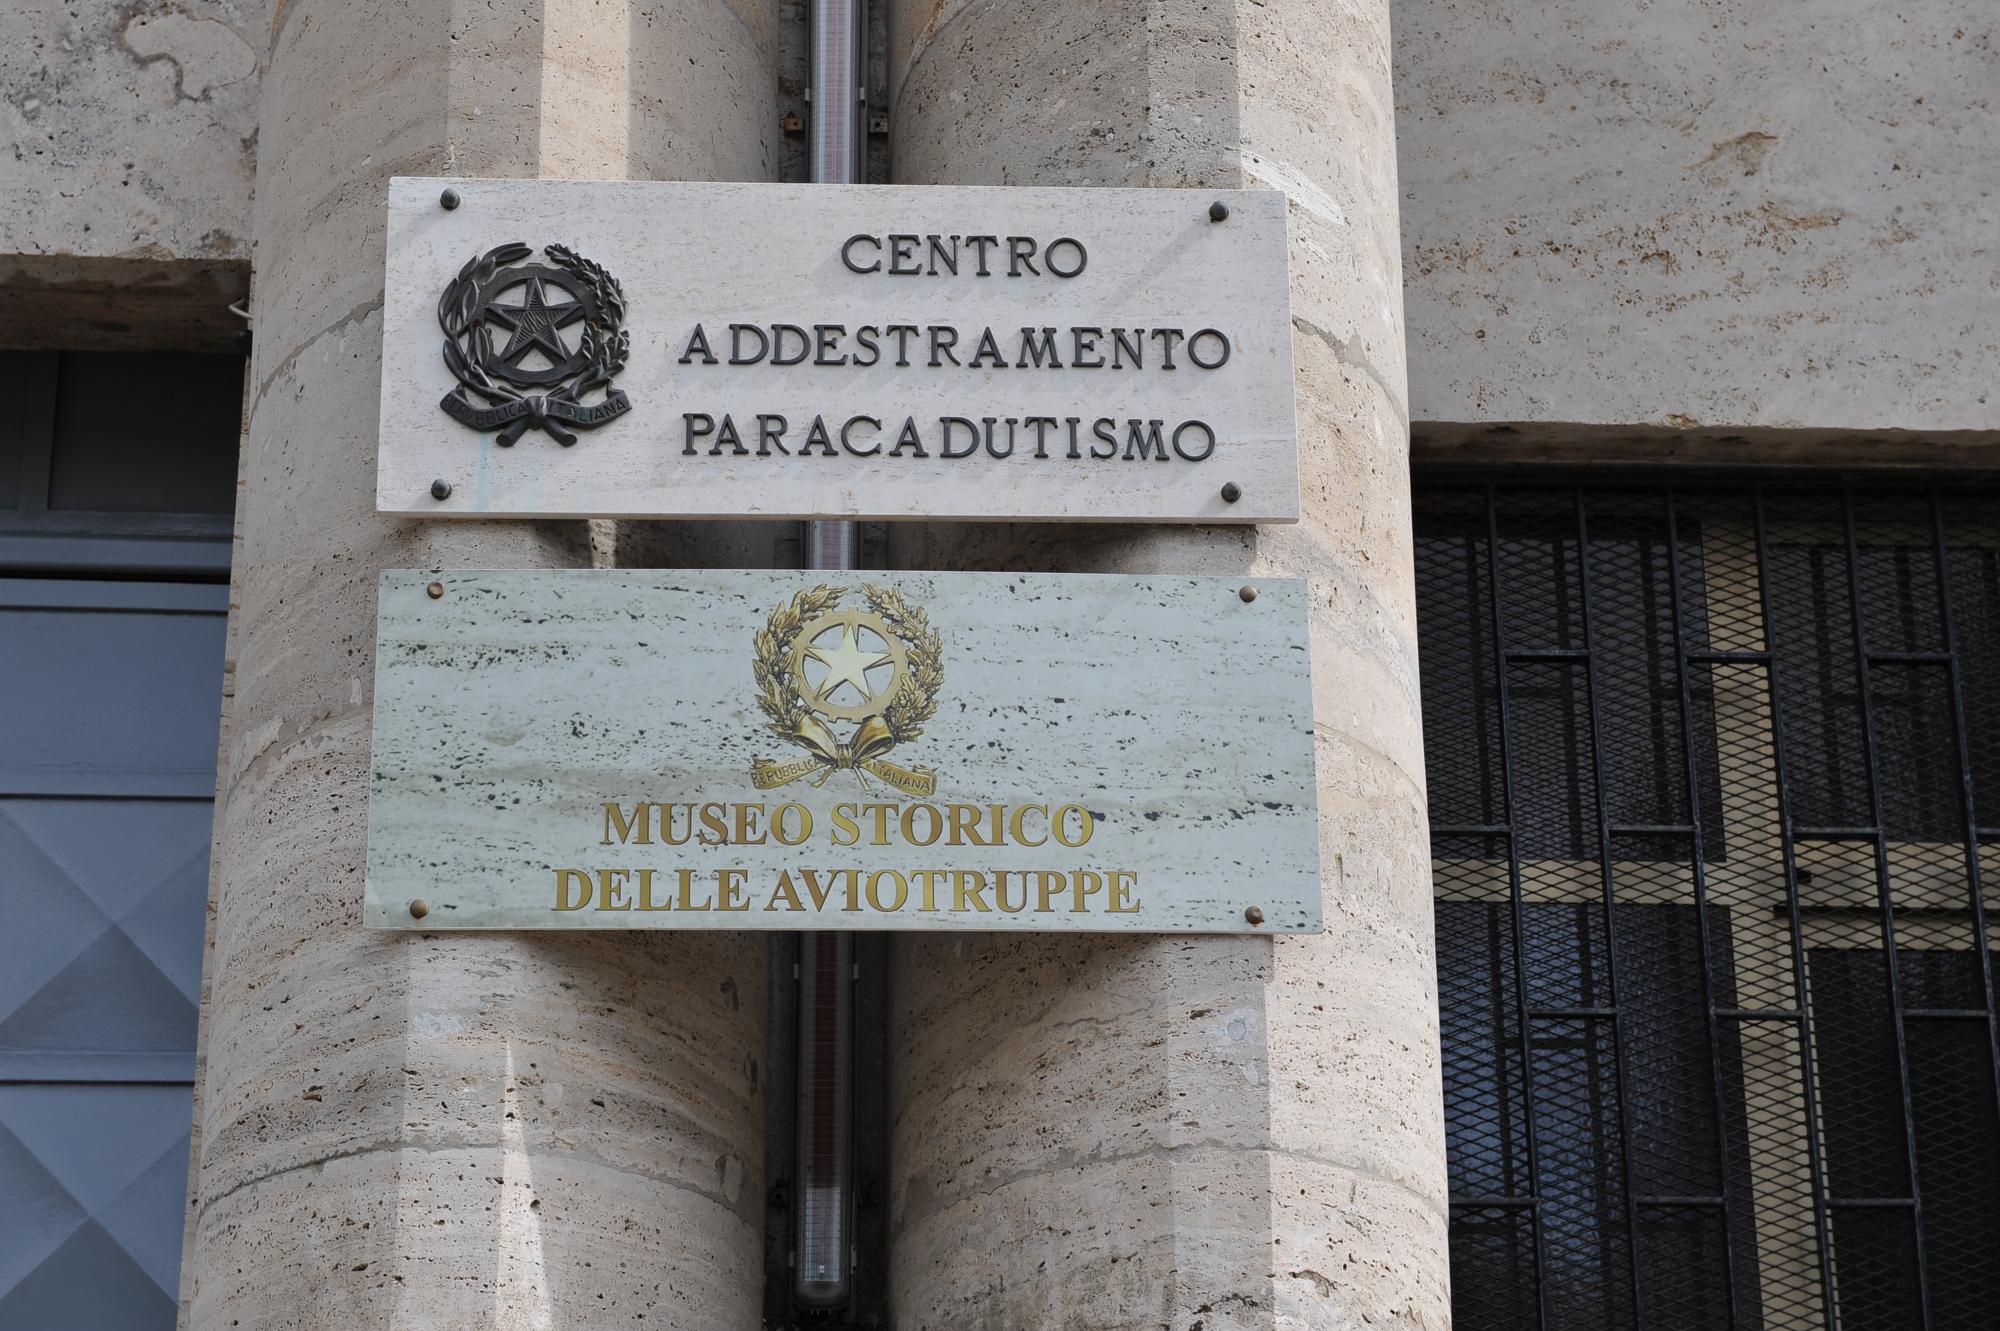 CENTRO
ADDESTRAMENTO
PARACADUTISMO
REPUBBLICA ITALIANA
REPUBBLICA ITALIANA
MUSEO STORICO
DELLE AVIOTRUPPE